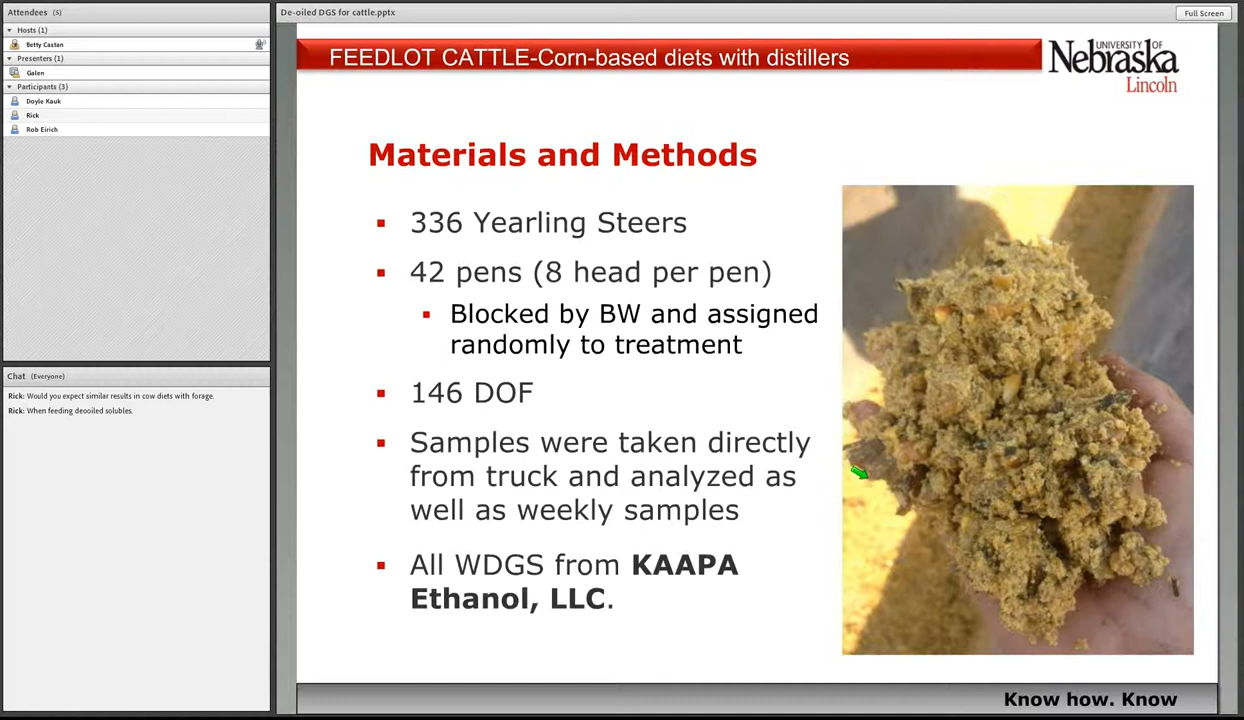 Attendees (5)
Hosts (1)
Betty Castan
Presenters (1)
Galen
Participants (3)
Doyle Kauk
Rick
Rob Eirich
Chat (Everyone)
Rick: Would you expect similar results in cow diets with forage.
Rick: When feeding deooiled solubles.
De-oiled DGS for cattle.pptx
Full Screen
FEEDLOT CATTLE-Corn-based diets with distillers
UNIVERSITY OF
Nebraska
Lincoln
Materials and Methods
336 Yearling Steers
42 pens (8 head per pen)
Blocked by BW and assigned
randomly to treatment
146 DOF
Samples were taken directly
from truck and analyzed as
well as weekly samples
All WDGS from KAAPA
Ethanol, LLC.
Know how. Know